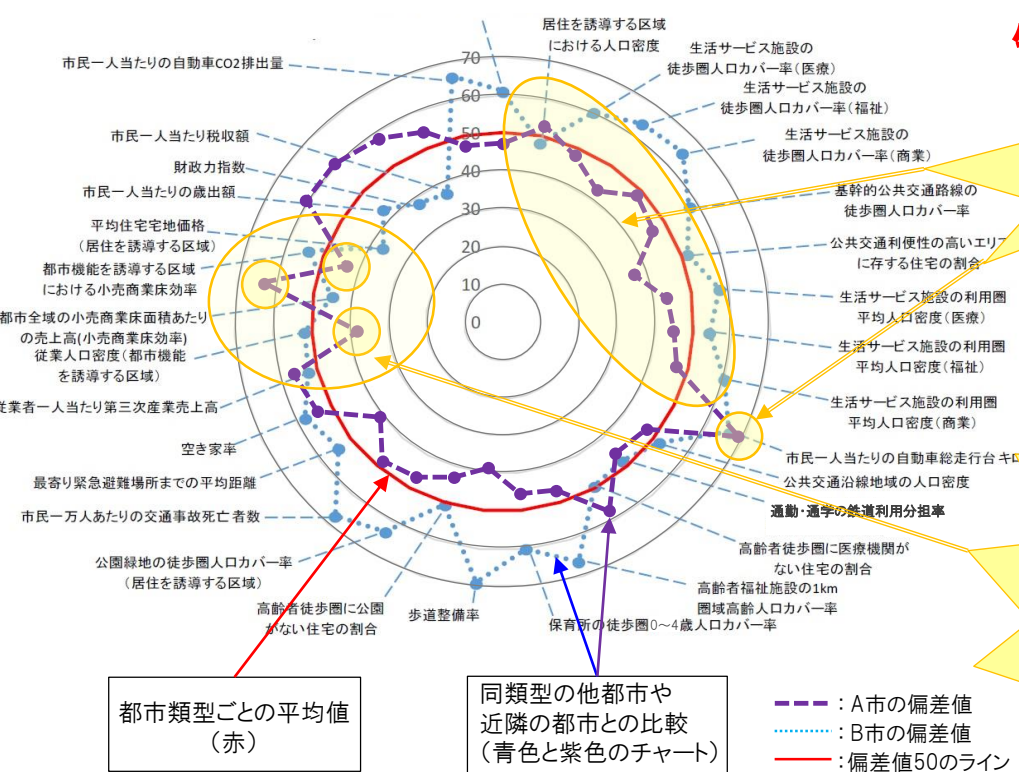 居住を誘導する区域
における人口密度
生活サービス施設の
徒歩圏人口カバー率(医療)
生活サービス施設の
徒歩圏人口カバー率(福祉)
生活サービス施設の
徒歩圏人口カバー率(商業)
基幹的公共交通路線の
徒歩圏人口カバー率
公共交通利便性の高いエリア
に存する住宅の割合
生活サービス施設の利用圏
平均人口密度(医療)
生活サービス施設の利用圏
平均人口密度(福祉)
生活サービス施設の利用圏
平均人口密度(商業)
市民一人当たりの自動車総走行台キロ
公共交通沿線地域の人口密度
通勤・通学の鉄道利用分担率
高齢者徒歩圏に医療機関が
ない住宅の割合
高齢者福祉施設の1km
圏域高齢人口カバー率
保育所の徒歩圏0～4歳人口カバー率
歩道整備率
高齢者徒歩圏に公園
がない住宅の割合
公園緑地の徒歩圏人口カバー率
(居住を誘導する区域)
市民一万人あたりの交通事故死亡者数
最寄り緊急避難場所までの平均距離
空き家率
従業者一人当たり第三次産業売上高
従業人口密度(都市機能
を誘導する区域)
都市全域の小売商業床面積あたり
の売上高(小売商業床効率)
都市機能を誘導する区域
における小売商業床効率
平均住宅宅地価格
(居住を誘導する区域)
市民一人当たりの歳出額
財政力指数
市民一人当たり税収額
市民一人当たりの自動車CO2排出量
70
60
50
40
30
20
10
0
都市類型ごとの平均値
(赤)
同類型の他都市や
近隣の都市との比較
(青色と紫色のチャート)
：A市の偏差値
：B市の偏差値
：偏差値50のライン